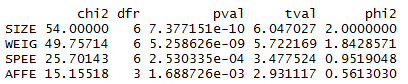 chi2 dfr pval tval phi2
SIZE 54.00000 6 7.377151e-10 6.047027 2.0000000
WEIG 49.75714 6 5.258626e-09 5.722169 1.8428571
SPEE 25.70143 6 2.530335e-04 3.477524 0.9519048
AFFE 15.15518 3 1.688726e-03 2.931117 0.5613030